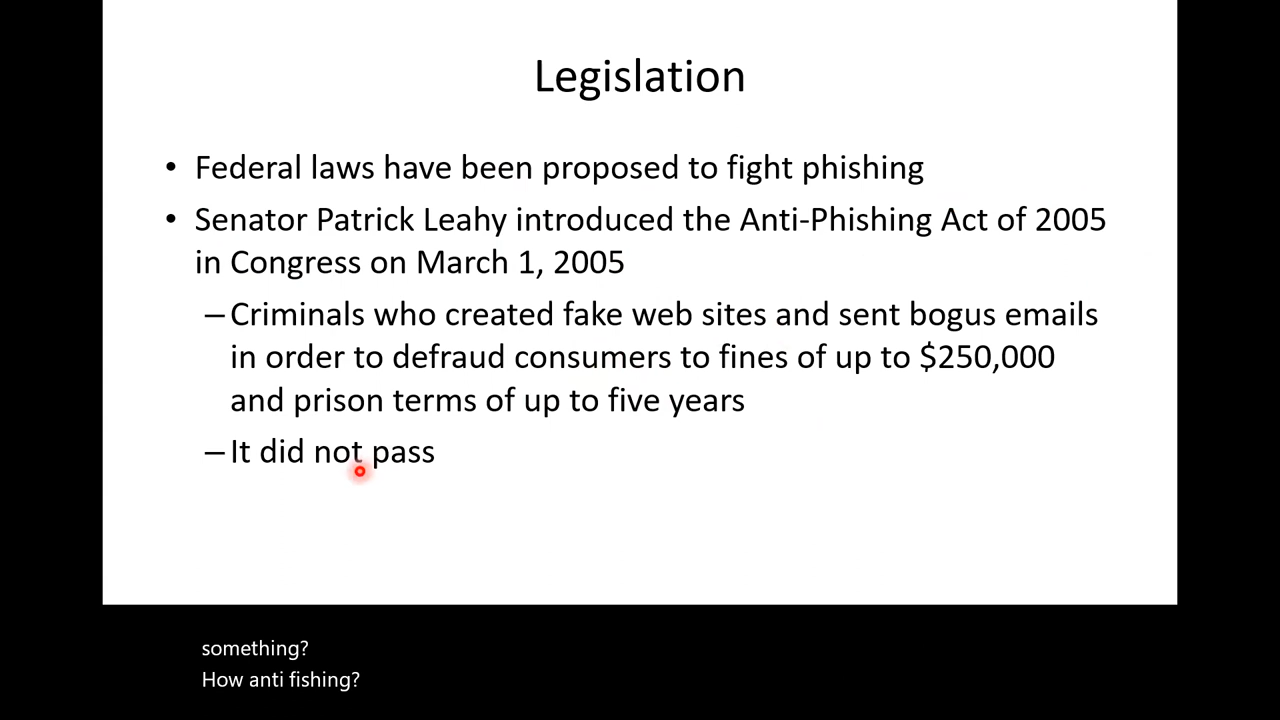 Legislation
• Federal laws have been proposed to fight phishing
• Senator Patrick Leahy introduced the Anti-Phishing Act of 2005
in Congress on March 1, 2005
– Criminals who created fake web sites and sent bogus emails
in order to defraud consumers to fines of up to $250,000
and prison terms of up to five years
– It did not pass
something?
How anti fishing?